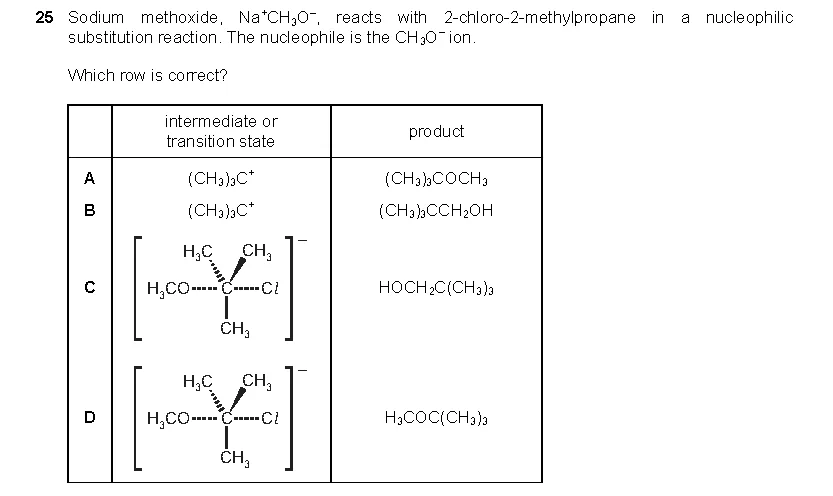 25 Sodium methoxide, Na⁺CH₃O⁻, reacts with 2-chloro-2-methylpropane in a nucleophilic
substitution reaction. The nucleophile is the CH₃O⁻ ion.
Which row is correct?
intermediate or
transition state
product
A (CH₃)₃C⁺ (CH₃)₃COCH₃
B (CH₃)₃C⁺ (CH₃)₃CCH₂OH
H₃C CH₃ –
C H₃CO C Cl HOCH₂C(CH₃)₃
CH₃
H₃C CH₃ –
D H₃CO C Cl H₃COC(CH₃)₃
CH₃